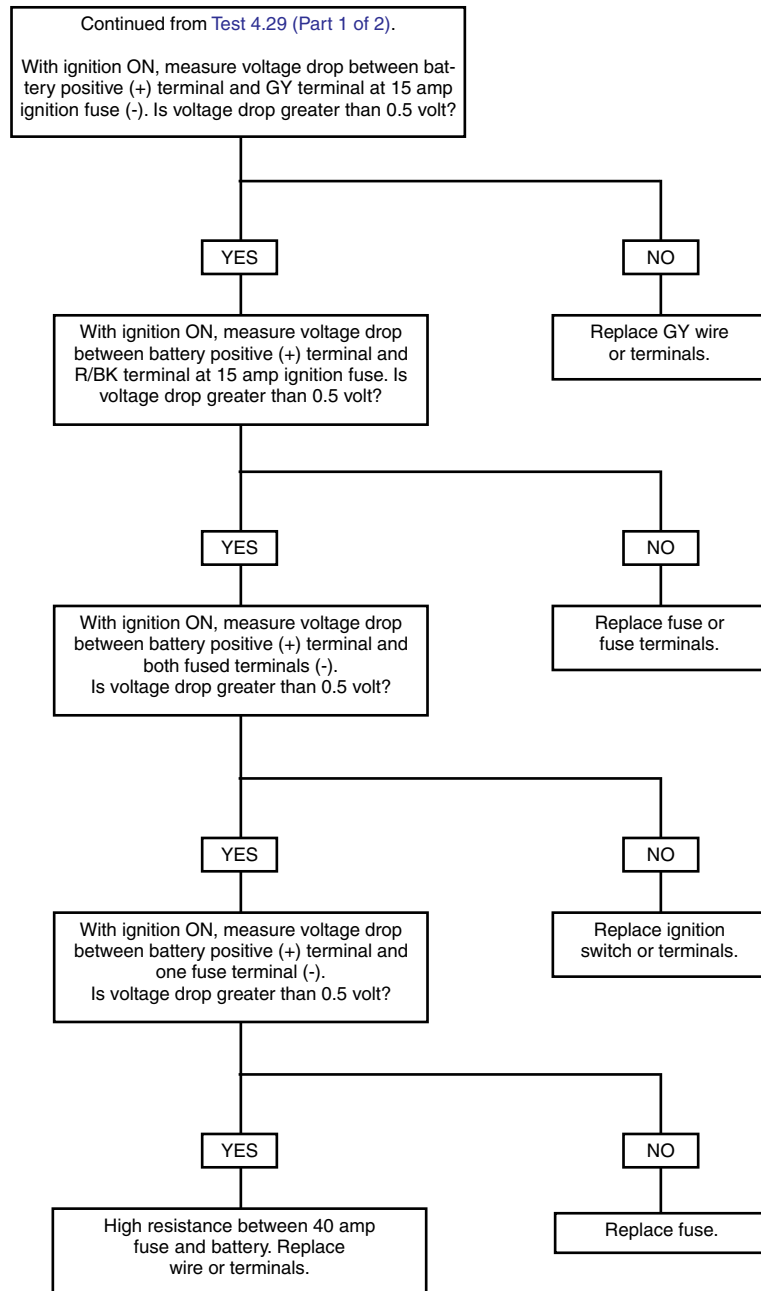 Continued from Test 4.29 (Part 1 of 2).
With ignition ON, measure voltage drop between bat-
tery positive (+) terminal and GY terminal at 15 amp
ignition fuse (-). Is voltage drop greater than 0.5 volt?
YES
NO
With ignition ON, measure voltage drop
between battery positive (+) terminal and
R/BK terminal at 15 amp ignition fuse. Is
voltage drop greater than 0.5 volt?
Replace GY wire
or terminals.
YES
NO
With ignition ON, measure voltage drop
between battery positive (+) terminal and
both fused terminals (-).
Is voltage drop greater than 0.5 volt?
Replace fuse or
fuse terminals.
YES
NO
With ignition ON, measure voltage drop
between battery positive (+) terminal and
one fuse terminal (-).
Is voltage drop greater than 0.5 volt?
Replace ignition
switch or terminals.
YES
NO
High resistance between 40 amp
fuse and battery. Replace
wire or terminals.
Replace fuse.